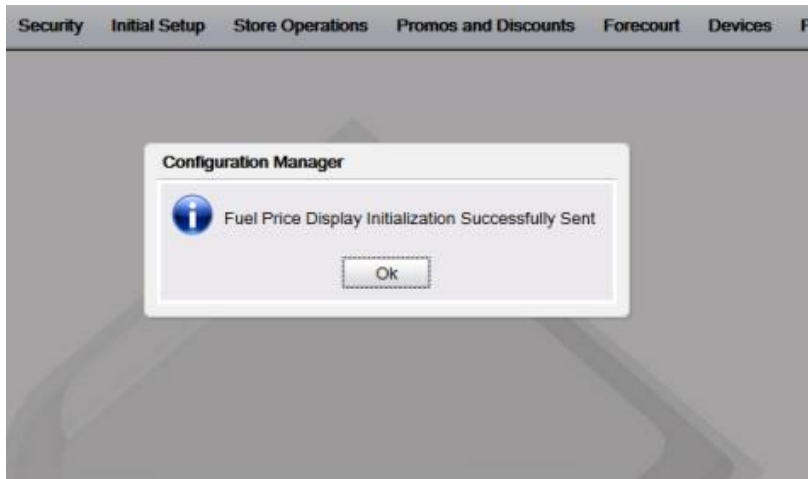 Security Initial Setup Store Operations Promos and Discounts Forecourt Devices
Configuration Manager
Fuel Price Display Initialization Successfully Sent
Ok